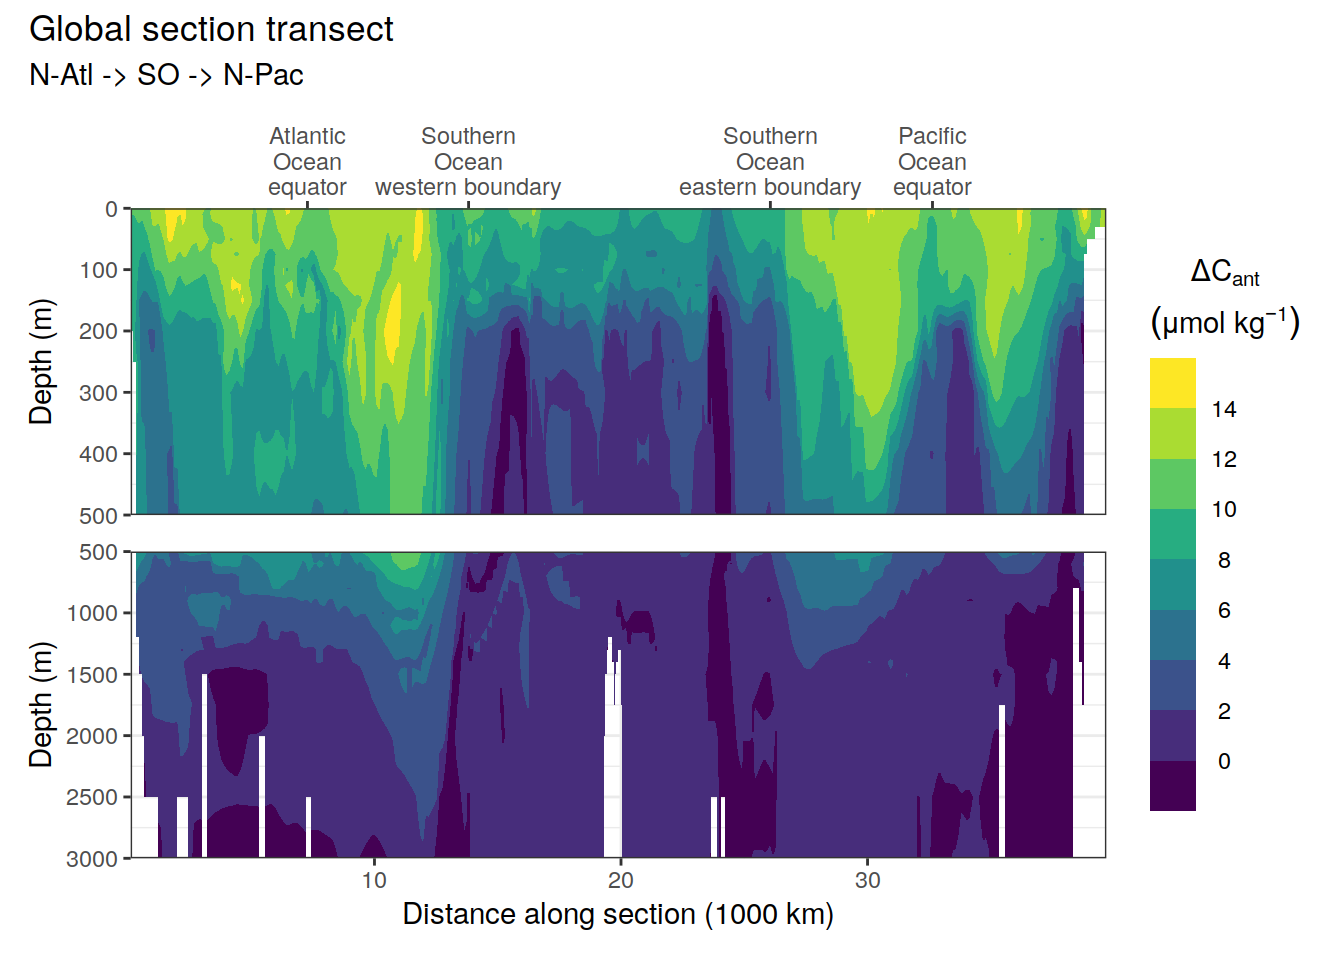 Global section transect
N-Atl -> SO -> N-Pac
Atlantic
Ocean
equator
Southern
Ocean
western boundary
Southern
Ocean
eastern boundary
Pacific
Ocean
equator
0
100
200
300
400
500
Depth (m)
500
1000
1500
2000
2500
3000
Depth (m)
10 20 30
Distance along section (1000 km)
ΔCant
(μmol kg⁻¹)
14
12
10
8
6
4
2
0